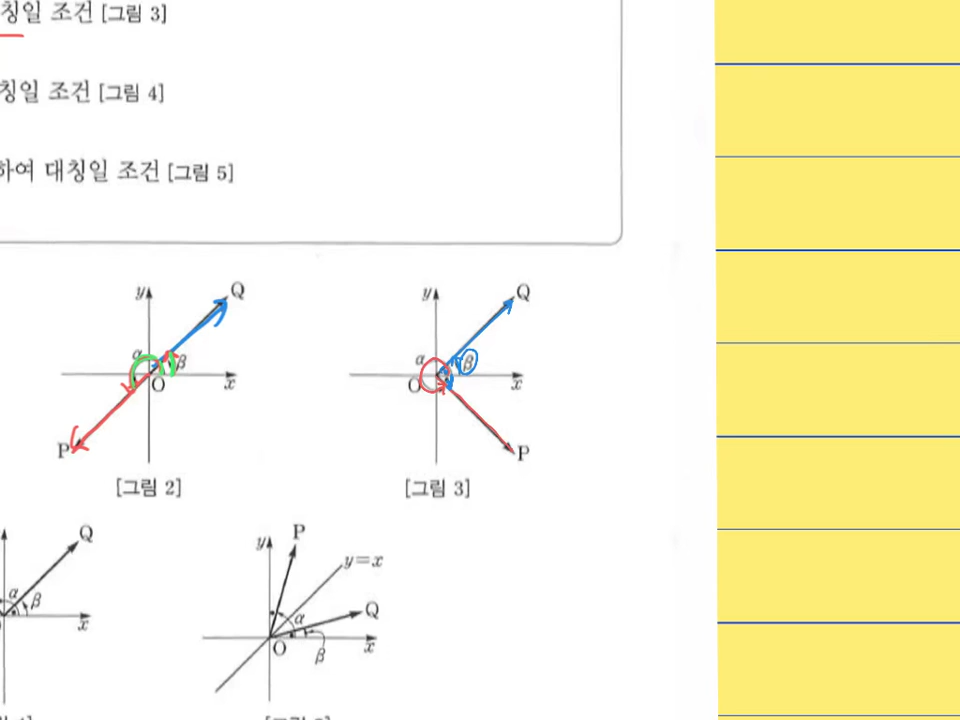 칭일 조건 [그림 3]
칭일 조건 [그림 4]
하여 대칭일 조건 [그림 5]
y Q
α β
O x
P
[그림 2]
y Q
α β
O x
P
[그림 3]
Q
α β
x
y P
y=x
Q
α
O β x